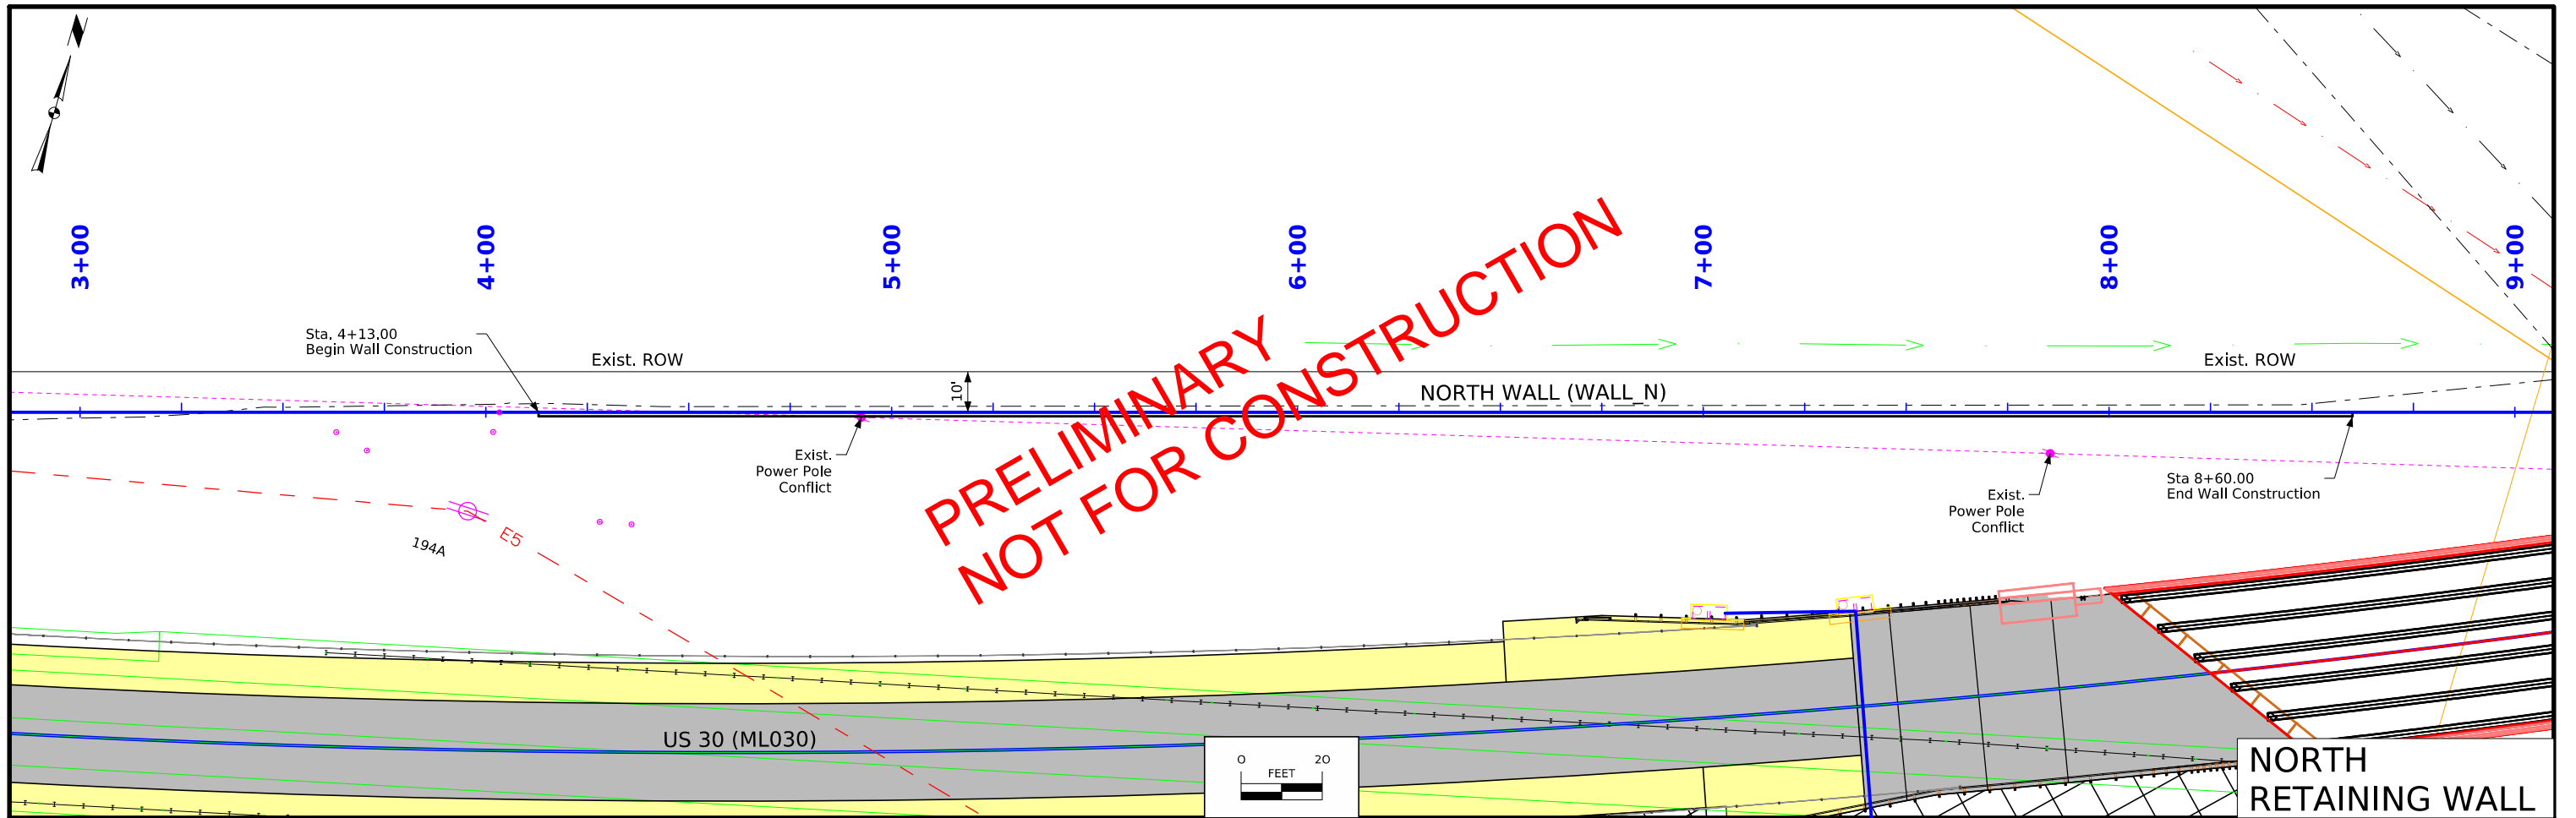 3+00
4+00
5+00
6+00
7+00
8+00
9+00
Sta. 4+13.00
Begin Wall Construction
Exist. ROW
10'
NORTH WALL (WALL_N)
Exist. ROW
Exist.
Power Pole
Conflict
PRELIMINARY
NOT FOR CONSTRUCTION
Exist.
Power Pole
Conflict
Sta 8+60.00
End Wall Construction
194A
E5
US 30 (ML030)
0 20
FEET
NORTH
RETAINING WALL